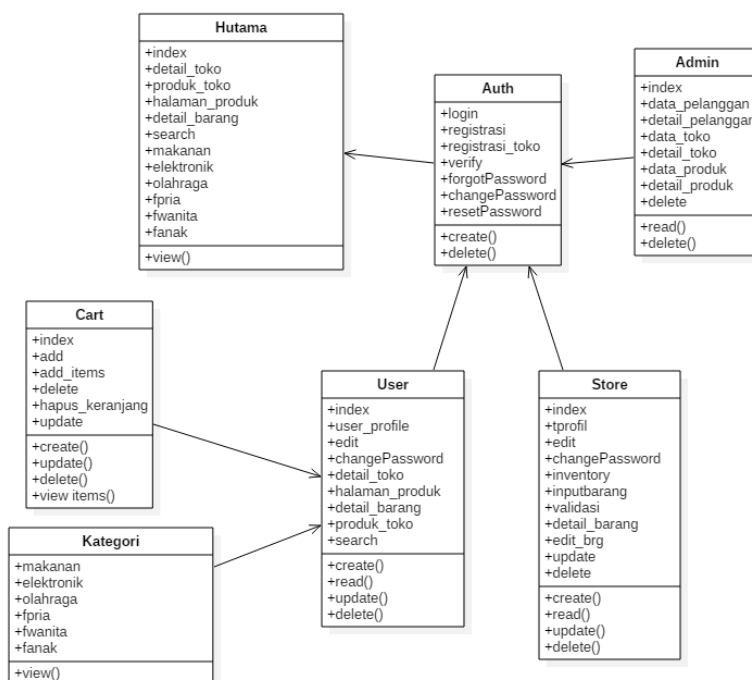 Hutama
+index
+detail_toko
+produk_toko
+halaman_produk
+detail_barang
+search
+makanan
+elektronik
+olahraga
+fpria
+fwanita
+fanak
+view()
Auth
+login
+registrasi
+registrasi_toko
+verify
+forgotPassword
+changePassword
+resetPassword
+create()
+delete()
Admin
+index
+data_pelanggan
+detail_pelanggan
+data_toko
+detail_toko
+data_produk
+detail_produk
+delete
+read()
+delete()
Cart
+index
+add
+add_items
+delete
+hapus_keranjang
+update
+create()
+update()
+delete()
+view items()
User
+index
+user_profile
+edit
+changePassword
+detail_toko
+halaman_produk
+detail_barang
+produk_toko
+search
+create()
+read()
+update()
+delete()
Store
+index
+tprofil
+edit
+changePassword
+inventory
+inputbarang
+validasi
+detail_barang
+edit_brg
+update
+delete
+create()
+read()
+update()
+delete()
Kategori
+makanan
+elektronik
+olahraga
+fpria
+fwanita
+fanak
+view()